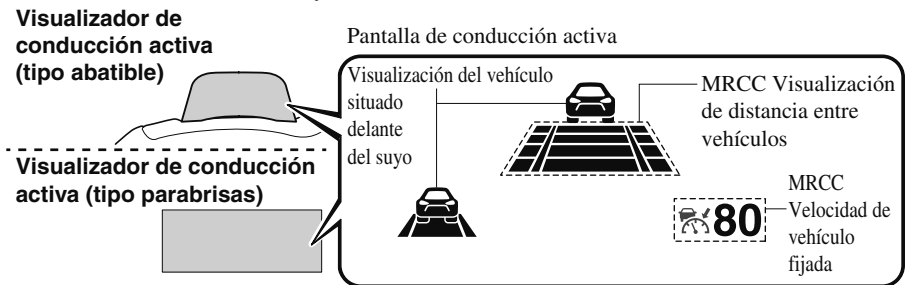 Visualizador de
conducción activa
(tipo abatible)
Visualizador de conducción
activa (tipo parabrisas)
Pantalla de conducción activa
Visualización del vehículo
situado
delante
del suyo
MRCC Visualización
de distancia entre
vehículos
80
MRCC
Velocidad de
vehículo
fijada